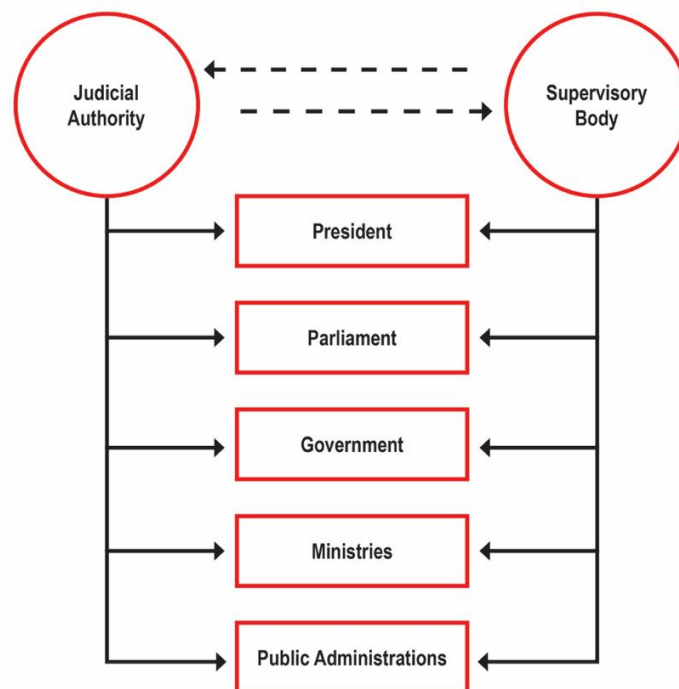 Judicial
Authority
Supervisory
Body
President
Parliament
Government
Ministries
Public Administrations